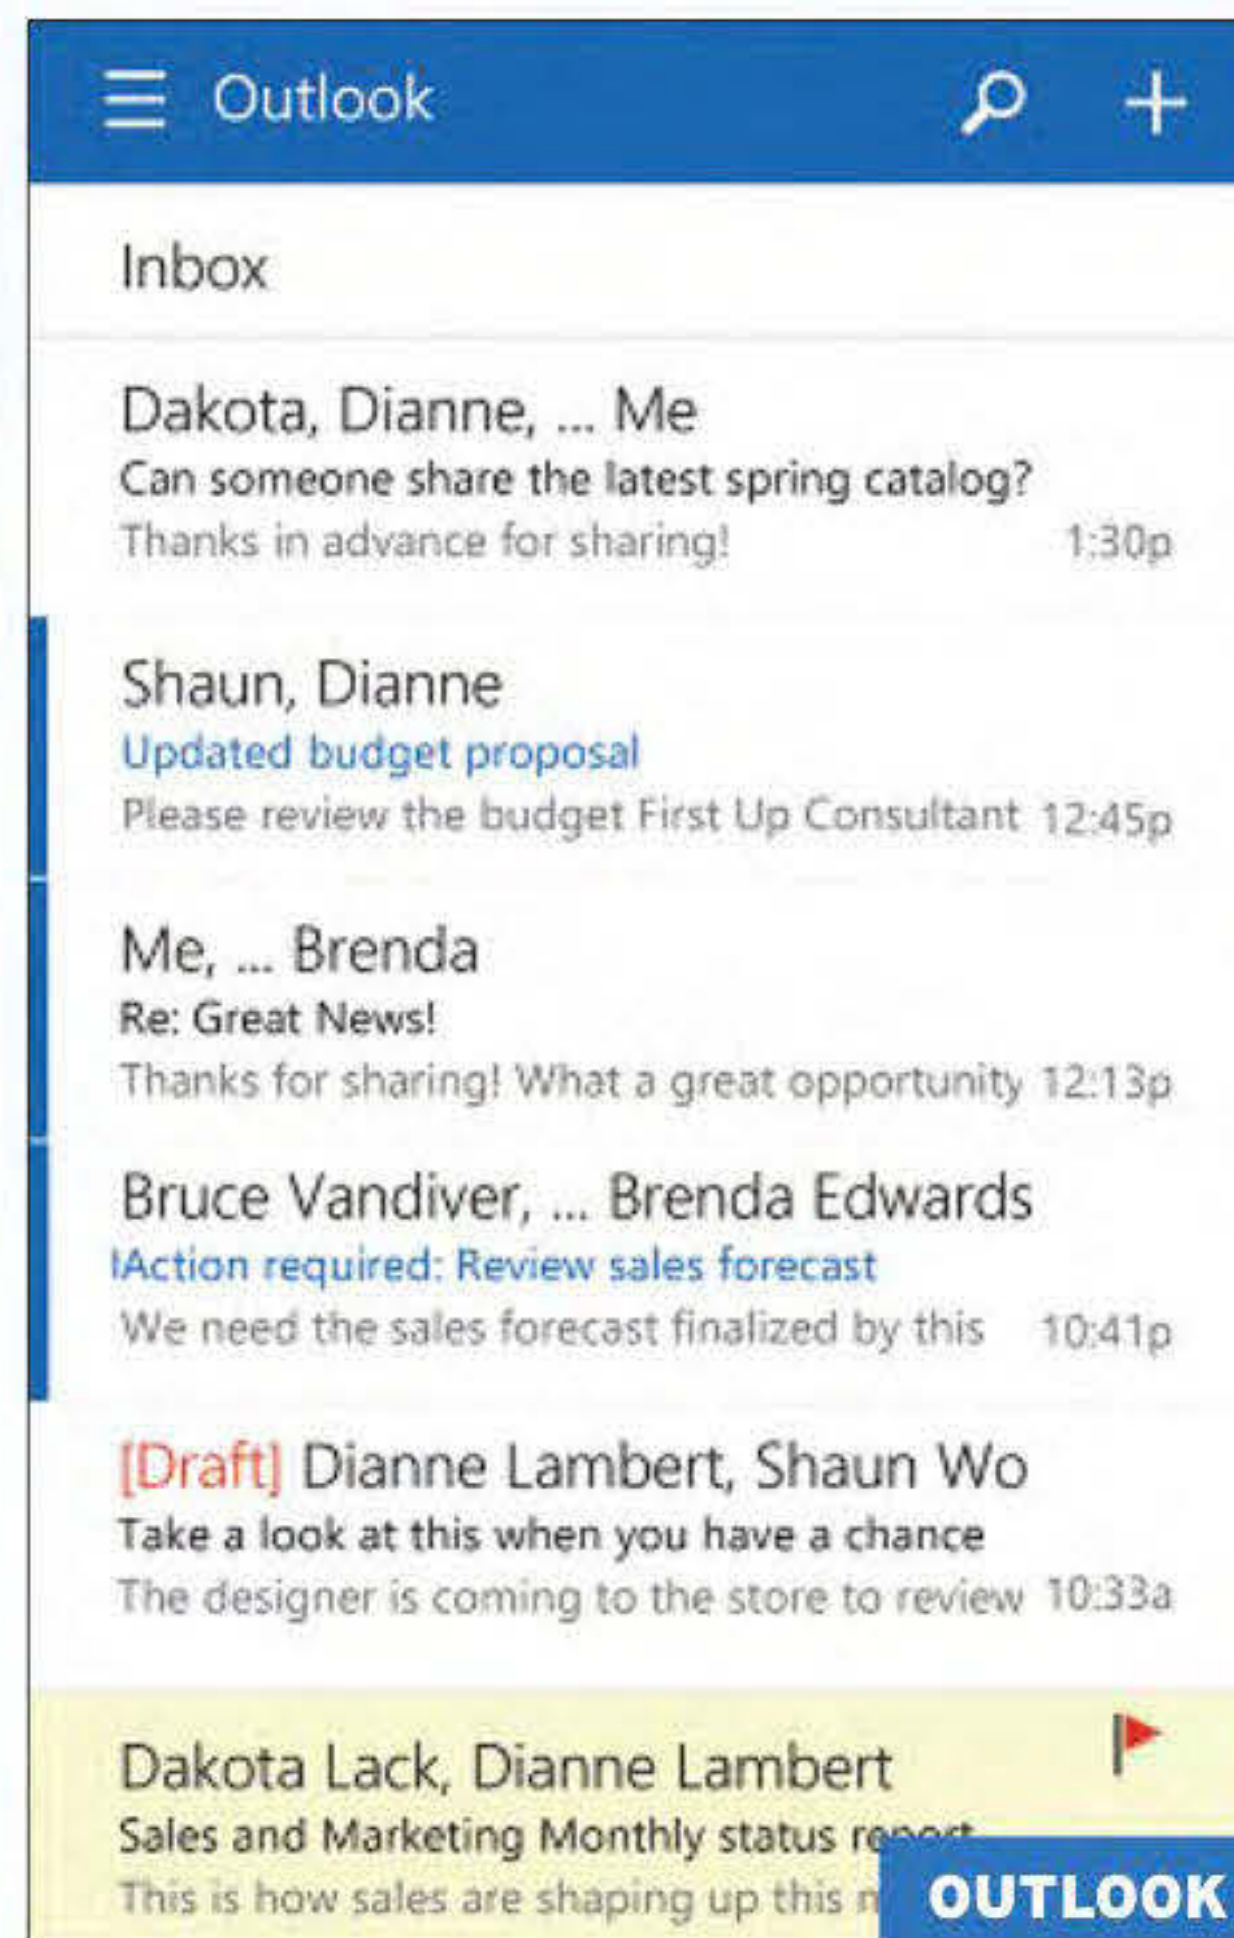 Outlook
Inbox
Dakota, Dianne, ... Me
Can someone share the latest spring catalog?
Thanks in advance for sharing! 1:30p
Shaun, Dianne
Updated budget proposal
Please review the budget First Up Consultant 12:45p
Me, ... Brenda
Re: Great News!
Thanks for sharing! What a great opportunity 12:13p
Bruce Vandiver, ... Brenda Edwards
!Action required: Review sales forecast
We need the sales forecast finalized by this 10:41p
[Draft] Dianne Lambert, Shaun Wo
Take a look at this when you have a chance
The designer is coming to the store to review 10:33a
Dakota Lack, Dianne Lambert
Sales and Marketing Monthly status report
This is how sales are shaping up this
OUTLOOK